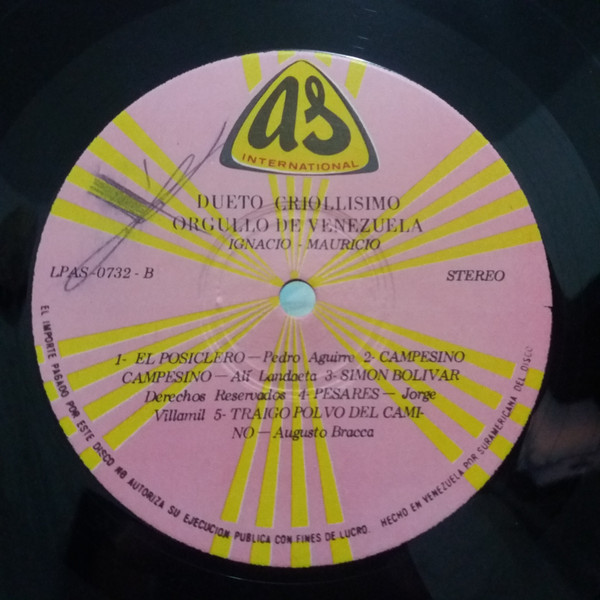 as
INTERNATIONAL
DUETO CRIOLLISIMO
ORGULLO DE VENEZUELA
IGNACIO - MAURICIO
LPAS-0732-B
STEREO
1- EL POSICLERO — Pedro Aguirre 2- CAMPESINO
CAMPESINO - Alí Landaeta 3- SIMON BOLIVAR
Derechos Reservados 4- PESARES — Jorge
Villamil 5- TRAIGO POLVO DEL CAMI-
NO — Augusto Bracca
EL IMPORTE PAGADO POR ESTE DISCO NO AUTORIZA SU EJECUCION PUBLICA CON FINES DE LUCRO. HECHO EN VENEZUELA POR SURAMERICANA DEL DISCO